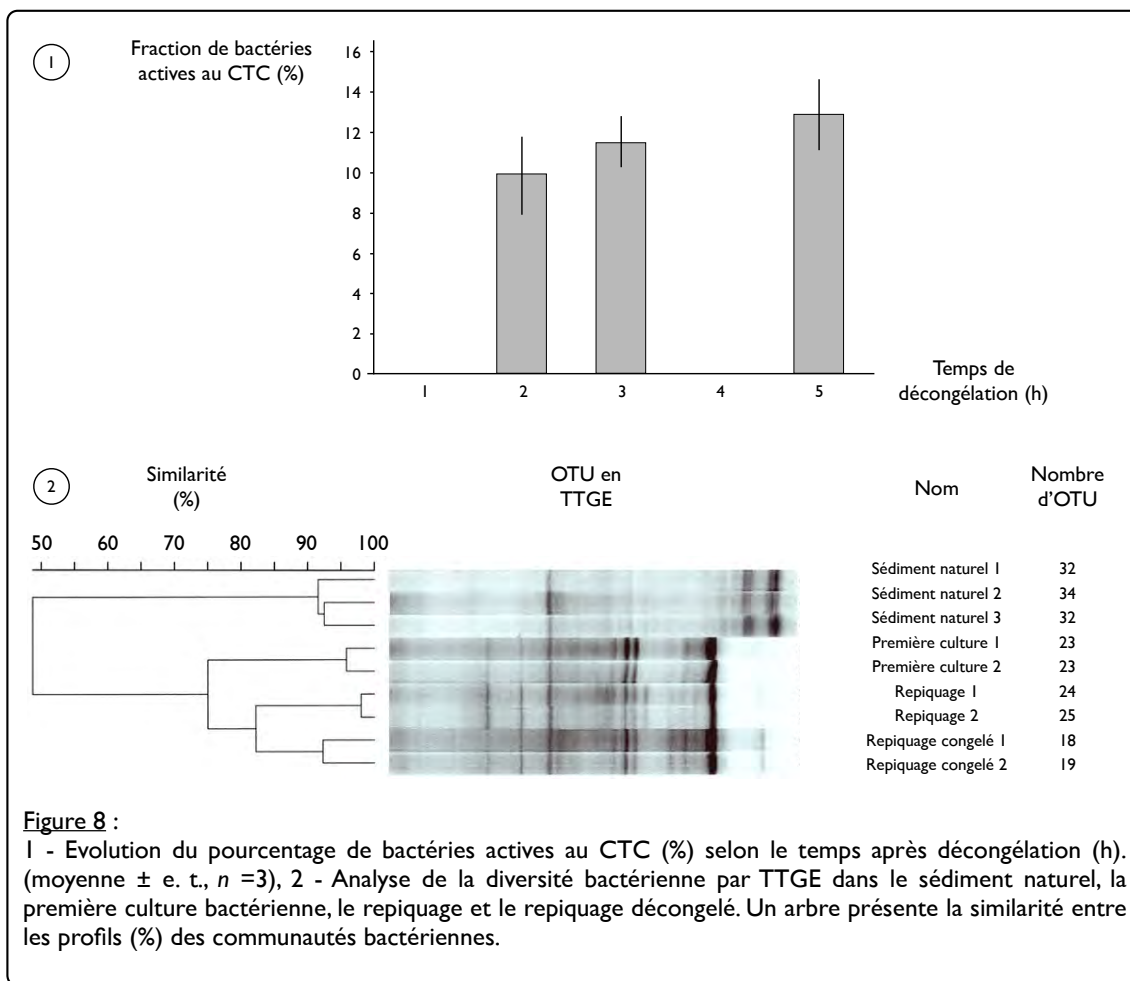 1
Fraction de bactéries
actives au CTC (%)
16
14
12
10
8
6
4
2
0
1 2 3 4 5
Temps de
décongélation (h)
2
Similarité
(%)
OTU en
TTGE
Nom
Nombre
d'OTU
50 60 70 80 90 100
Sédiment naturel 1 32
Sédiment naturel 2 34
Sédiment naturel 3 32
Première culture 1 23
Première culture 2 23
Repiquage 1 24
Repiquage 2 25
Repiquage congelé 1 18
Repiquage congelé 2 19
Figure 8 :
1 - Evolution du pourcentage de bactéries actives au CTC (%) selon le temps après décongélation (h).
(moyenne ± e. t., n =3), 2 - Analyse de la diversité bactérienne par TTGE dans le sédiment naturel, la
première culture bactérienne, le repiquage et le repiquage décongelé. Un arbre présente la similarité entre
les profils (%) des communautés bactériennes.